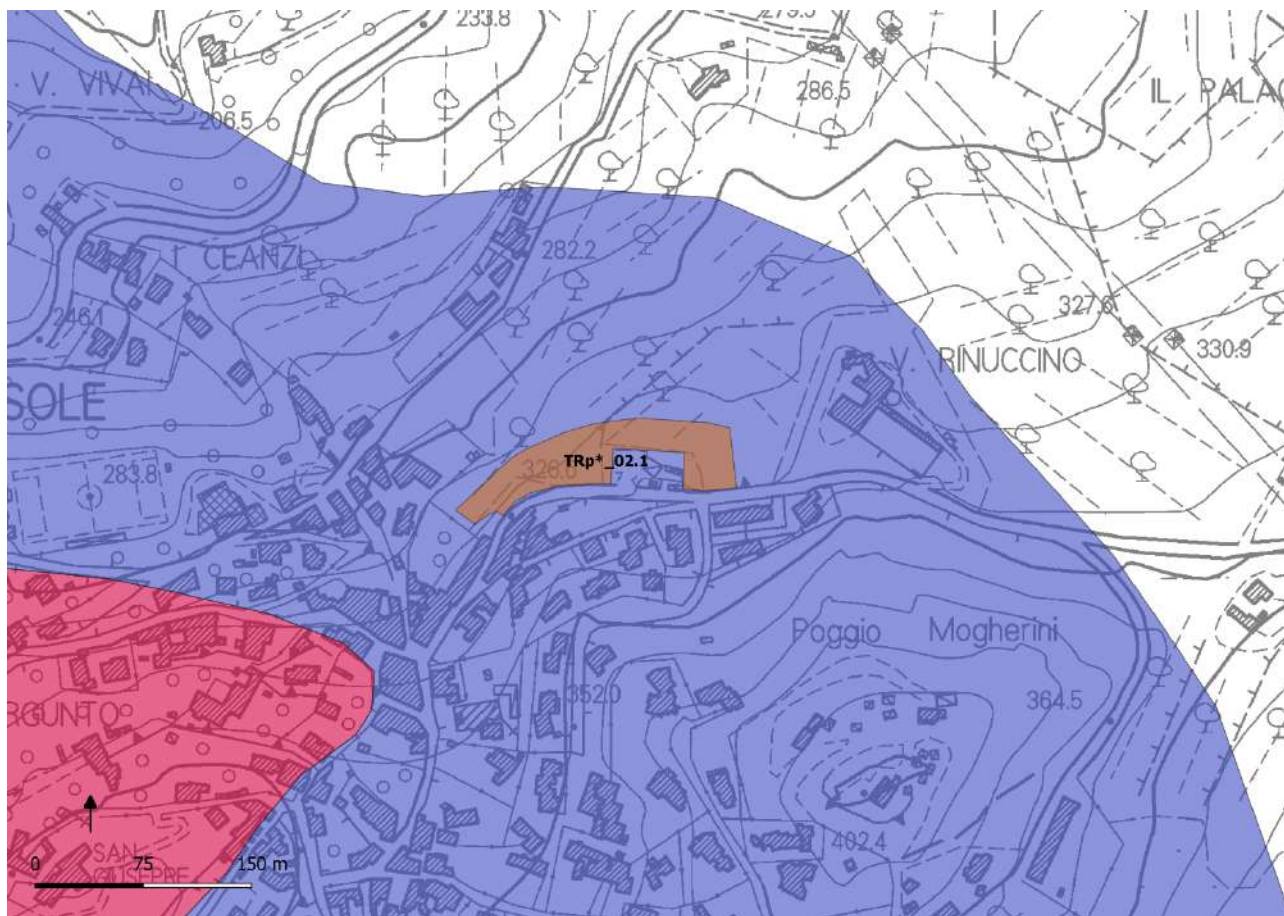 233.8
V. VIVAI
286.5
IL PALAG
206.5
I CEANZI
282.2
246.1
327.6
V. RINUCCINO
330.9
SOLE
TRp*_02.1
283.8
Poggio Mogherini
352.0
364.5
RGUNTO
402.4
SAN
GIUSEPPE
0 75 150 m